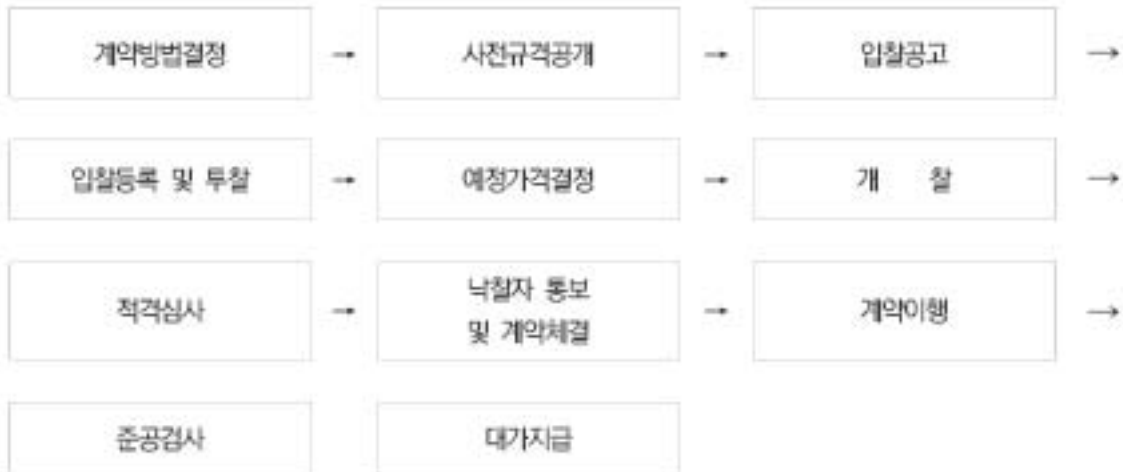 계약방법결정 → 사전규격공개 → 입찰공고 →
입찰등록 및 투찰 → 예정가격결정 → 개 찰 →
적격심사 → 낙찰자 통보 및 계약체결 → 계약이행 →
준공검사 대가지급